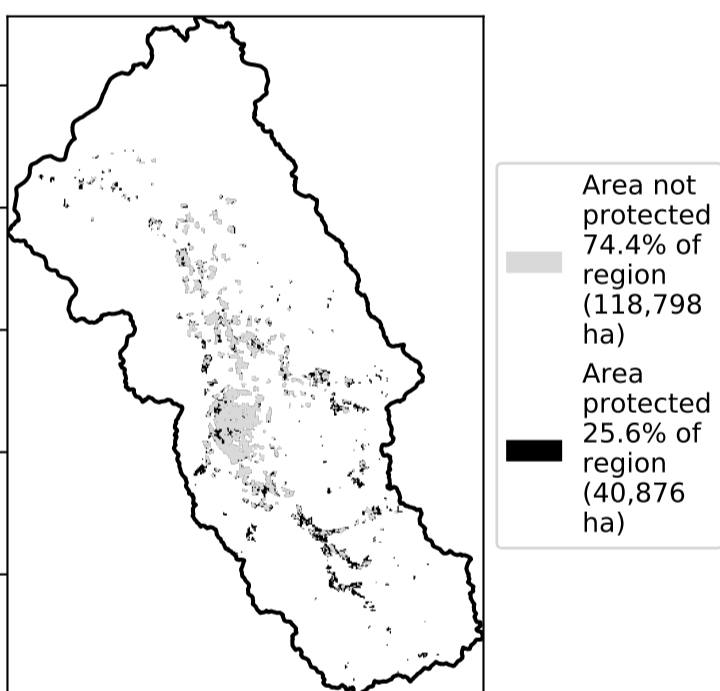 Area not
protected
74.4% of
region
(118,798
ha)
Area
protected
25.6% of
region
(40,876
ha)